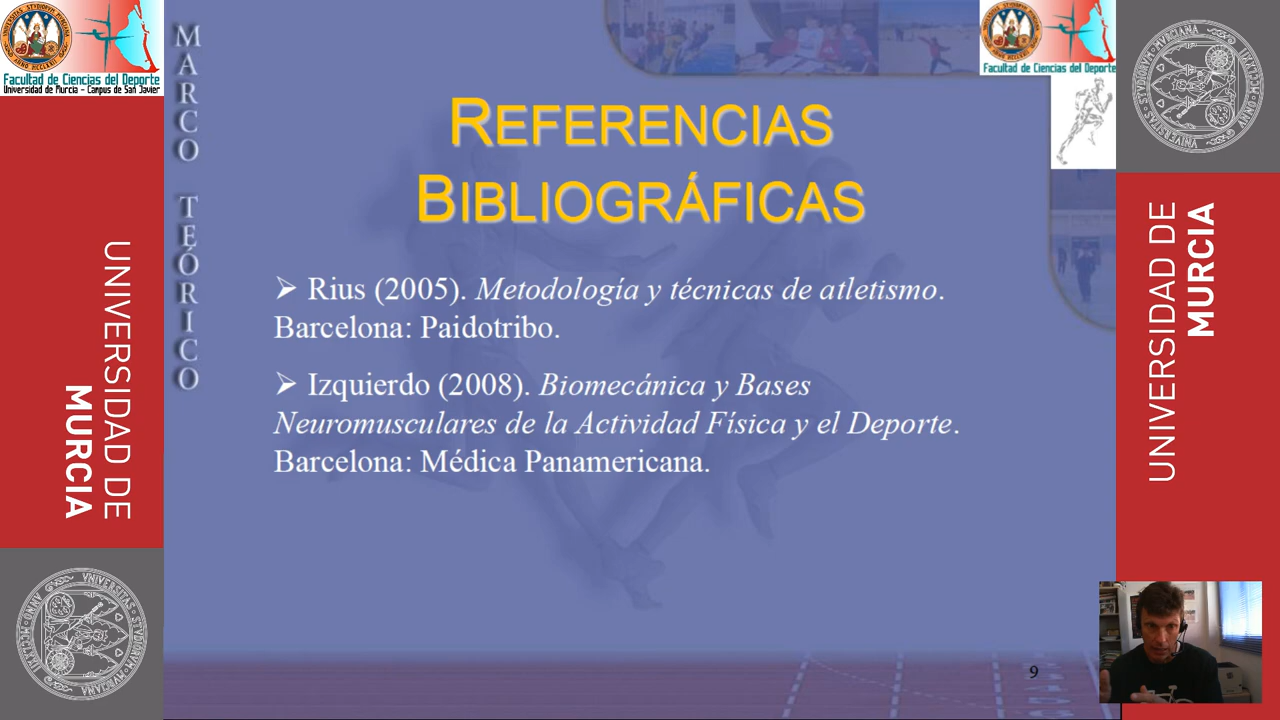 Facultad de Ciencias del Deporte
Universidad de Murcia - Campus de San Javier
UNIVERSIDAD DE
MURCIA
MARCO TEÓRICO
REFERENCIAS
BIBLIOGRÁFICAS
➢ Rius (2005). Metodología y técnicas de atletismo.
Barcelona: Paidotribo.
➢ Izquierdo (2008). Biomecánica y Bases
Neuromusculares de la Actividad Física y el Deporte.
Barcelona: Médica Panamericana.
9
Facultad de Ciencias del Deporte
UNIVERSIDAD DE
MURCIA